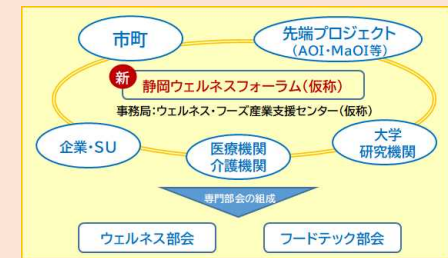 市町
先端プロジェクト
(AOI・MaOI等)
新
静岡ウェルネスフォーラム(仮称)
事務局:ウェルネス・フーズ産業支援センター(仮称)
企業・SU
医療機関
介護機関
大学
研究機関
専門部会の組成
ウェルネス部会
フードテック部会